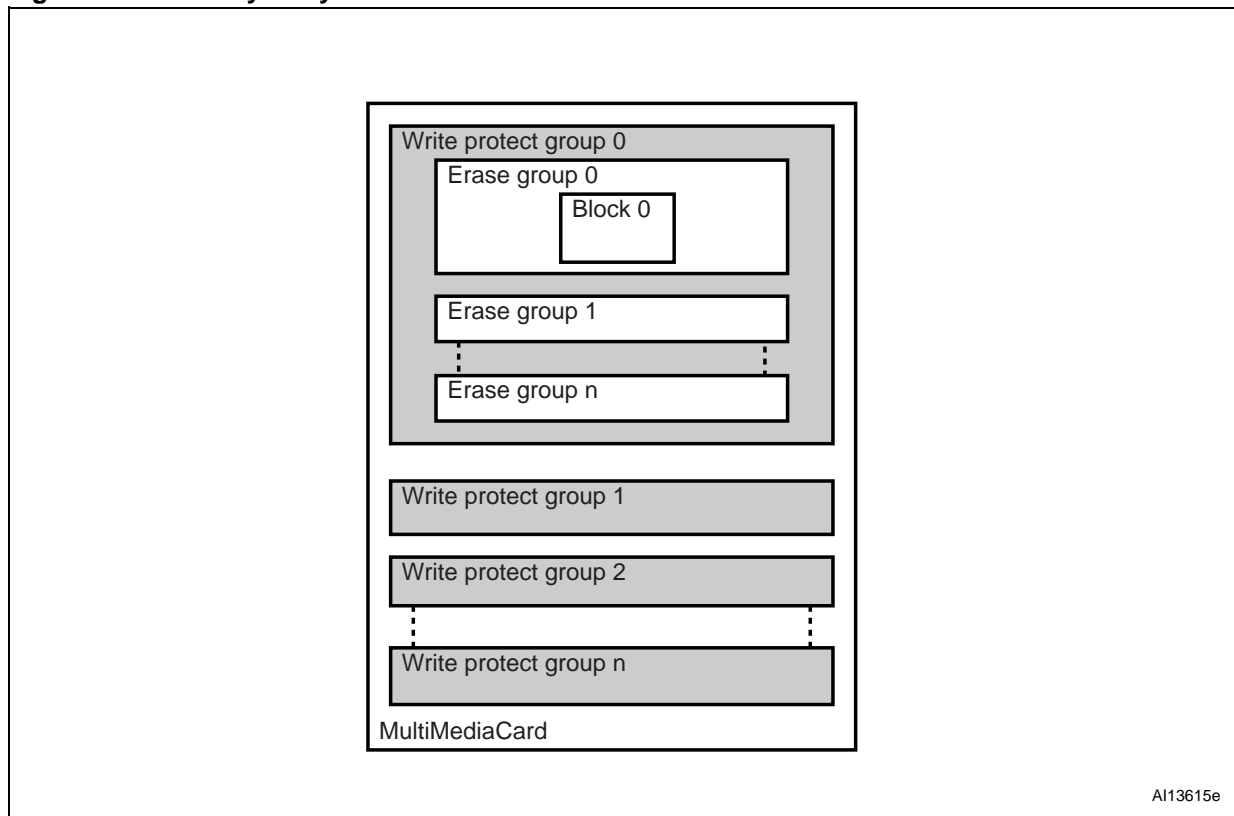 Write protect group 0
Erase group 0
Block 0
Erase group 1
Erase group n
Write protect group 1
Write protect group 2
Write protect group n
MultiMediaCard
AI13615e